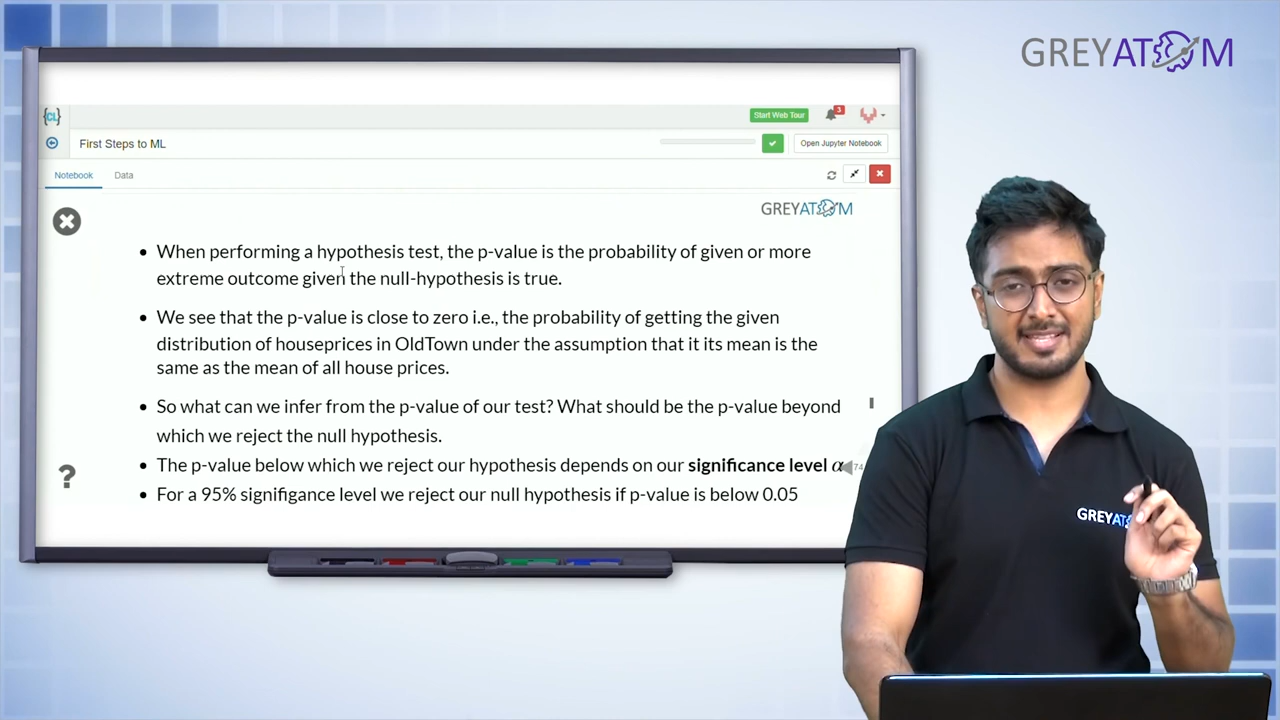 GREYATOM
{CL}
Start Web Tour
3
First Steps to ML
Open Jupyter Notebook
Notebook
Data
GREYATOM
When performing a hypothesis test, the p-value is the probability of given or more
extreme outcome given the null-hypothesis is true.
We see that the p-value is close to zero i.e., the probability of getting the given
distribution of houseprices in OldTown under the assumption that it its mean is the
same as the mean of all house prices.
So what can we infer from the p-value of our test? What should be the p-value beyond
which we reject the null hypothesis.
The p-value below which we reject our hypothesis depends on our significance level α
74
For a 95% signifigance level we reject our null hypothesis if p-value is below 0.05
?
GREYAT